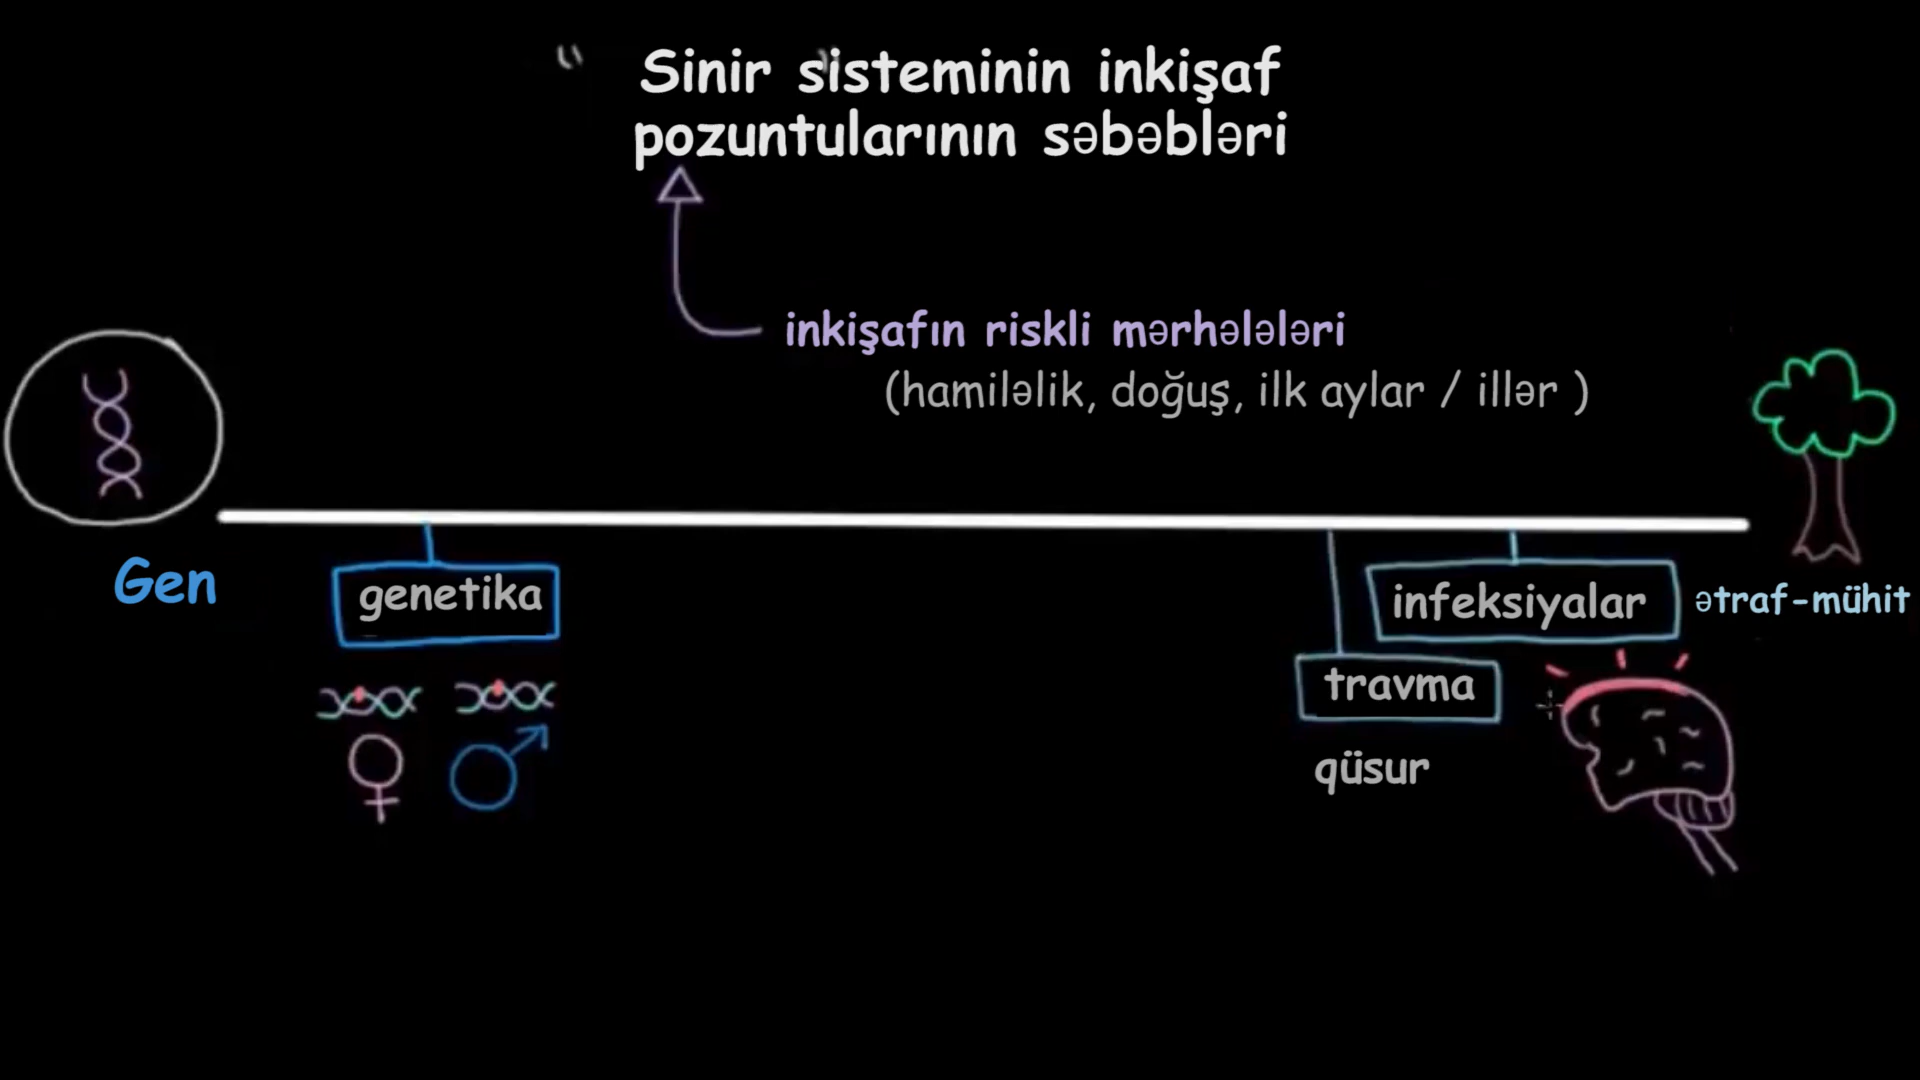 Sinir sisteminin inkişaf
pozuntularının səbəbləri
inkişafın riskli mərhələləri
(hamiləlik, doğuş, ilk aylar / illər )
Gen
genetika
infeksiyalar
ətraf-mühit
travma
qüsur